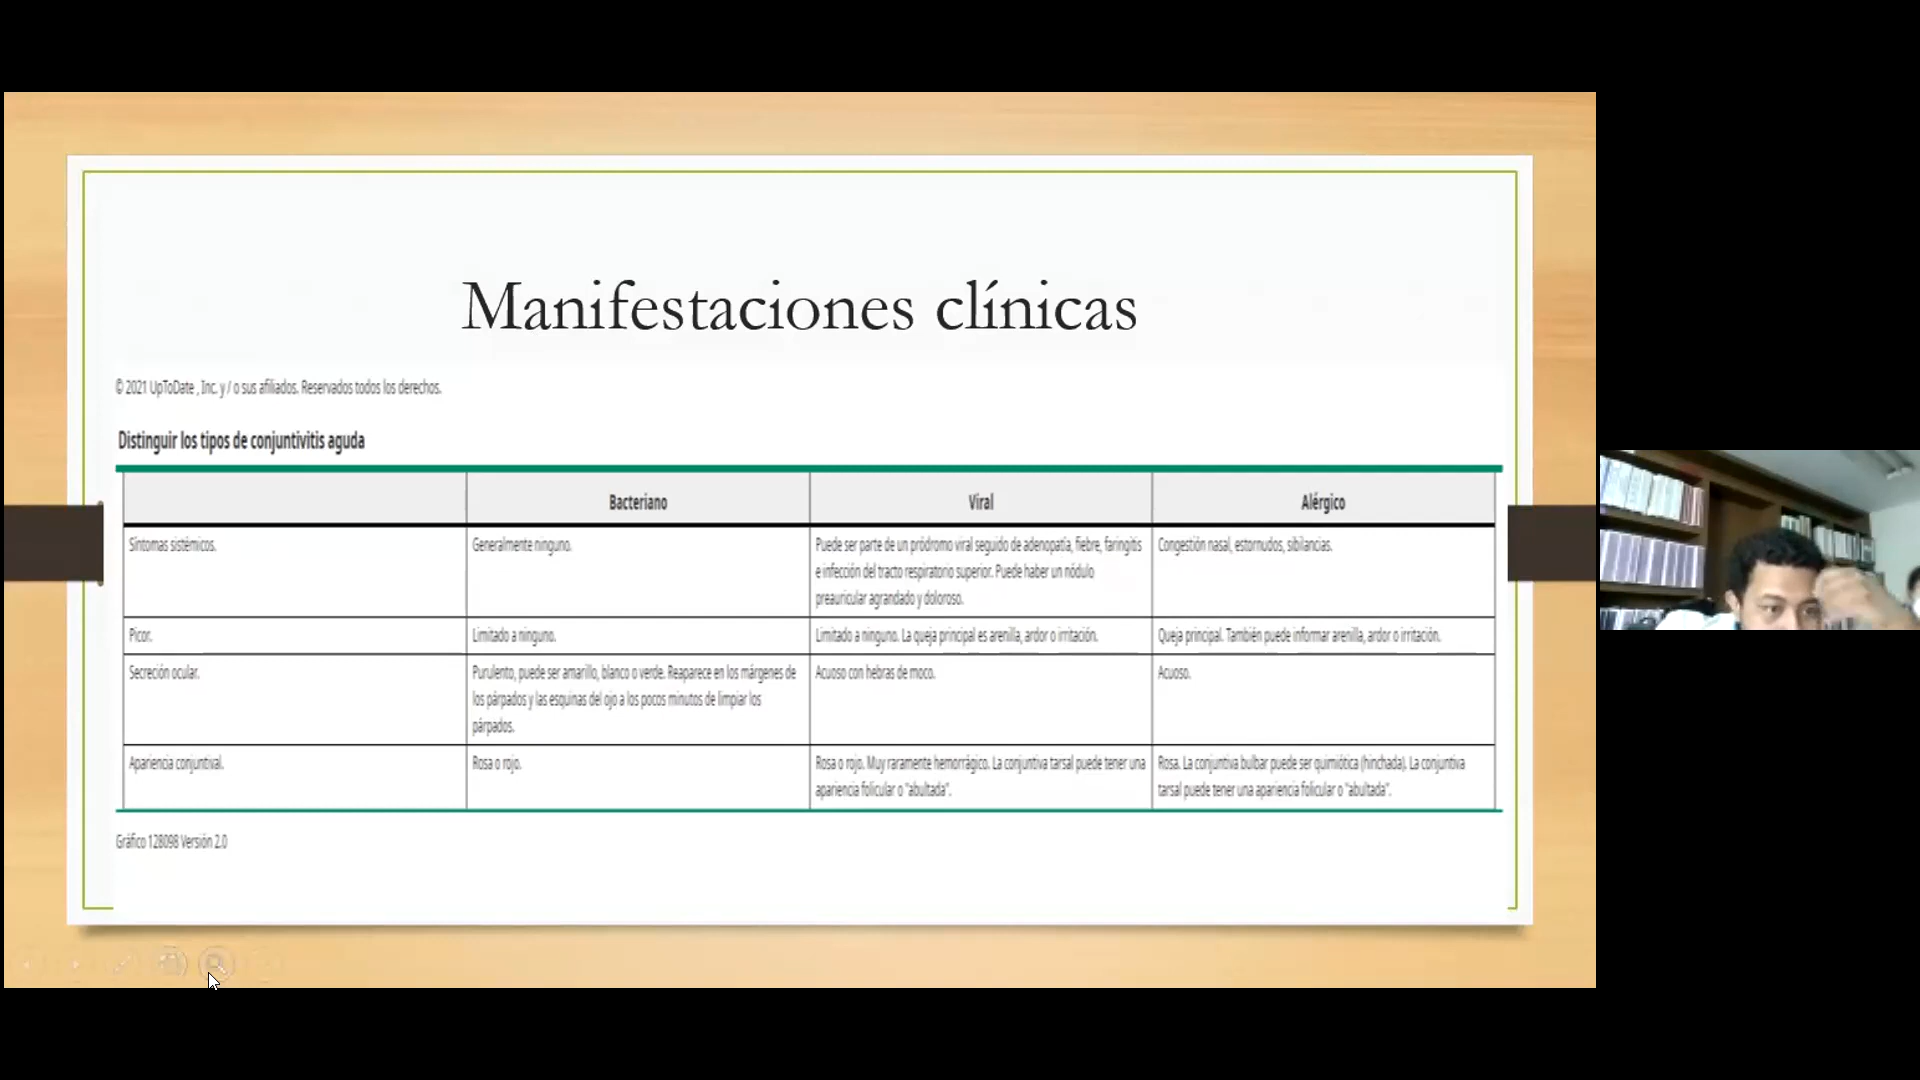 Manifestaciones clínicas
© 2021 UpToDate , Inc. y / o sus afiliados. Reservados todos los derechos.
Distinguir los tipos de conjuntivitis aguda
Bacteriano
Viral
Alérgico
Síntomas sistémicos.
Generalmente ninguno.
Puede ser parte de un pródromo viral seguido de adenopatía, fiebre, faringitis
e infección del tracto respiratorio superior. Puede haber un nódulo
preauricular agrandado y doloroso.
Congestión nasal, estornudos, sibilancias.
Picor.
Limitado a ninguno.
Limitado a ninguno. La queja principal es arenilla, ardor o irritación.
Queja principal. También puede informar arenilla, ardor o irritación.
Secreción ocular.
Purulento, puede ser amarillo, blanco o verde. Reaparece en los márgenes de
los párpados y las esquinas del ojo a los pocos minutos de limpiar los
párpados.
Acuoso con hebras de moco.
Acuoso.
Apariencia conjuntival.
Rosa o rojo.
Rosa o rojo. Muy raramente hemorrágico. La conjuntiva tarsal puede tener una
apariencia folicular o "abultada".
Rosa. La conjuntiva bulbar puede ser quimiótica (hinchada). La conjuntiva
tarsal puede tener una apariencia folicular o "abultada".
Gráfico 128098 Versión 2.0